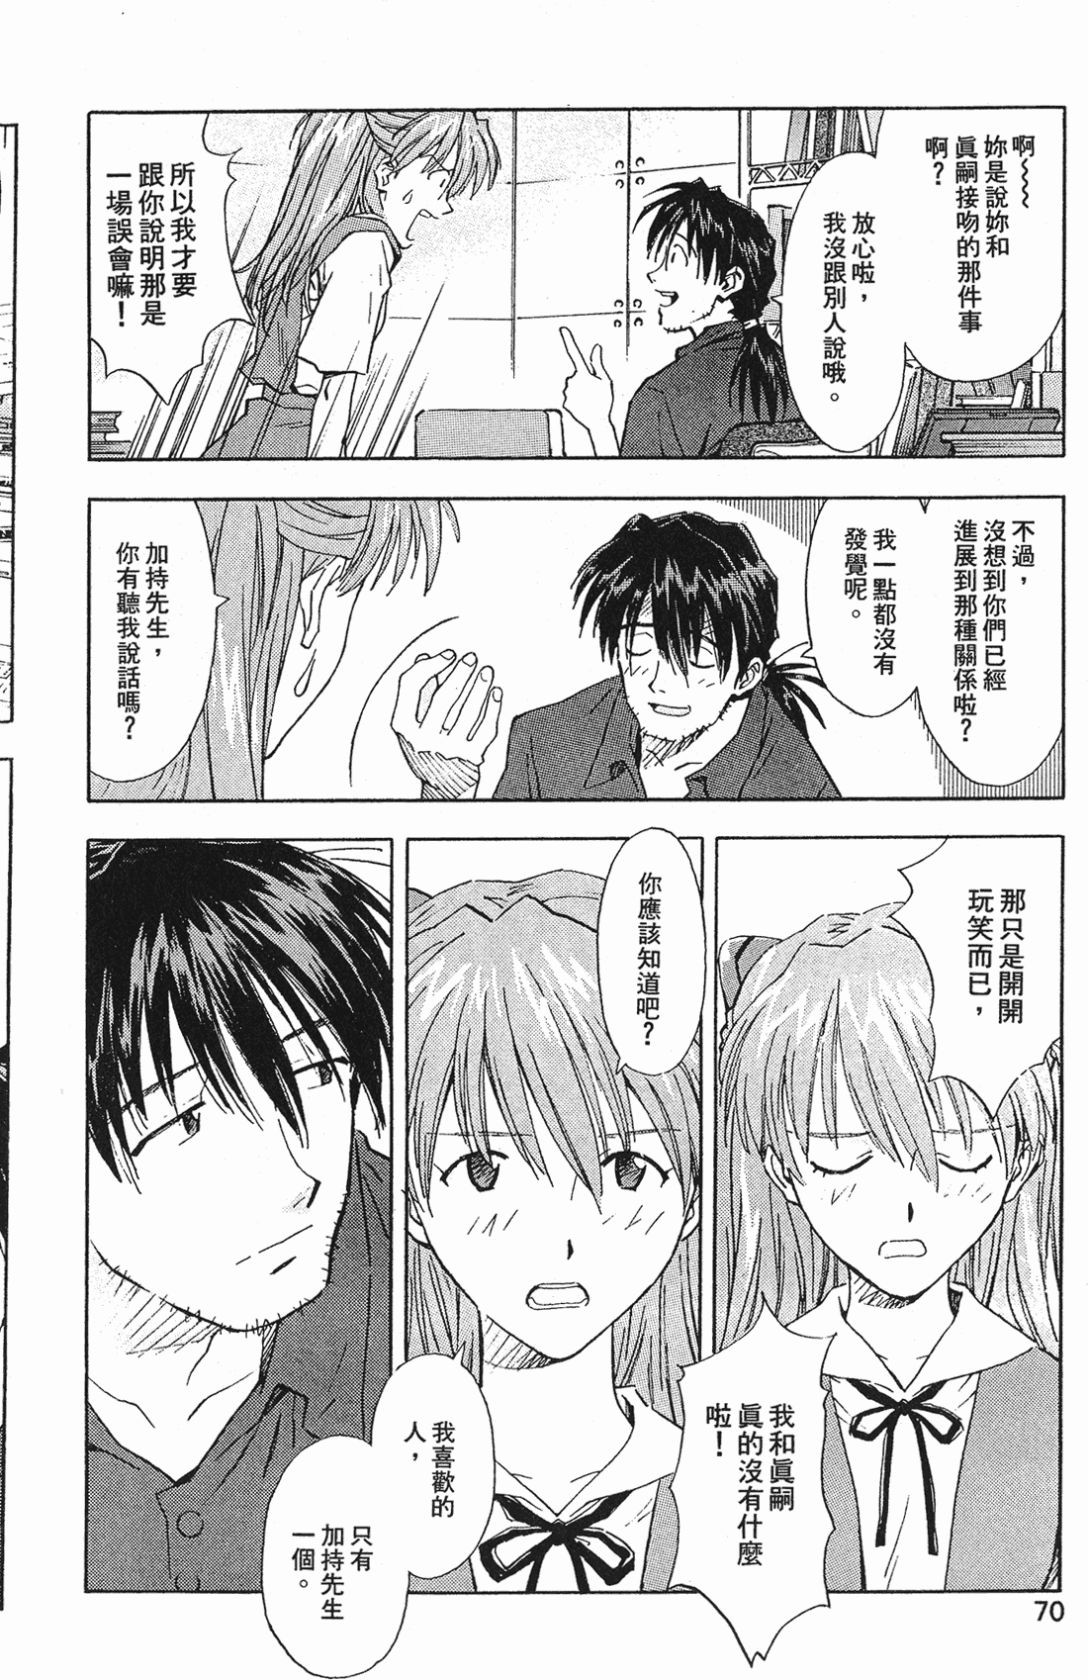 啊~~~
妳是說妳和
眞嗣接吻的那件事
啊？
放心啦，
我沒跟別人說哦。
所以我才要
跟你說明那是
一場誤會嘛！
不過，
沒想到你們已經
進展到那種關係啦？
我一點都沒有
發覺呢。
加持先生，
你有聽我說話嗎？
那只是開開
玩笑而已，
我和眞嗣
眞的沒有什麼
啦！
你應該知道吧？
我喜歡的
人，
只有
加持先生
一個。
70